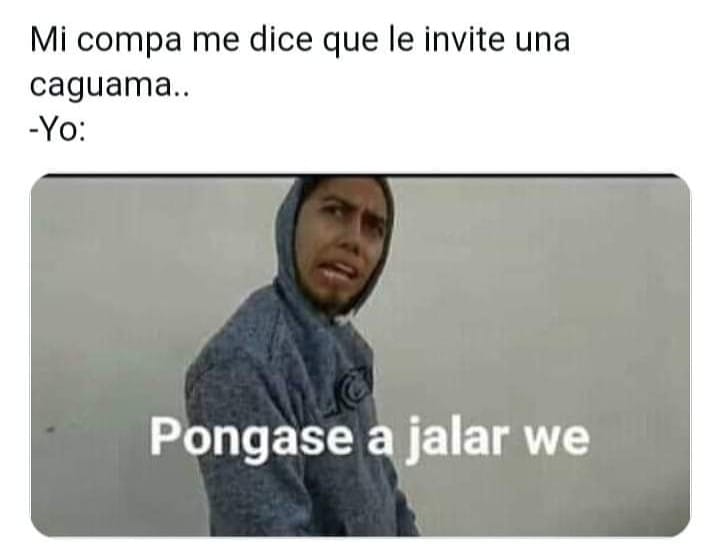 Mi compa me dice que le invite una
caguama..
-Yo:
Pongase a jalar we